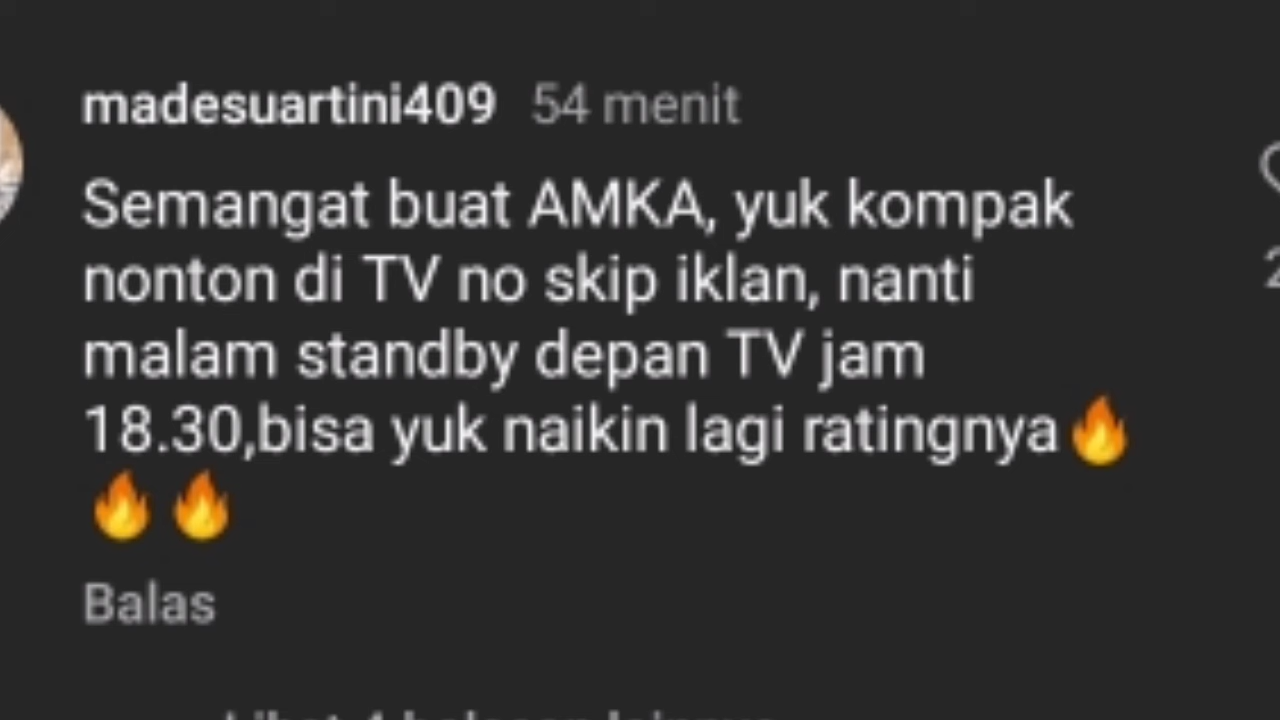 madesuartini409 54 menit
Semangat buat AMKA, yuk kompak
nonton di TV no skip iklan, nanti
malam standby depan TV jam
18.30,bisa yuk naikin lagi ratingnya🔥
🔥🔥
Balas